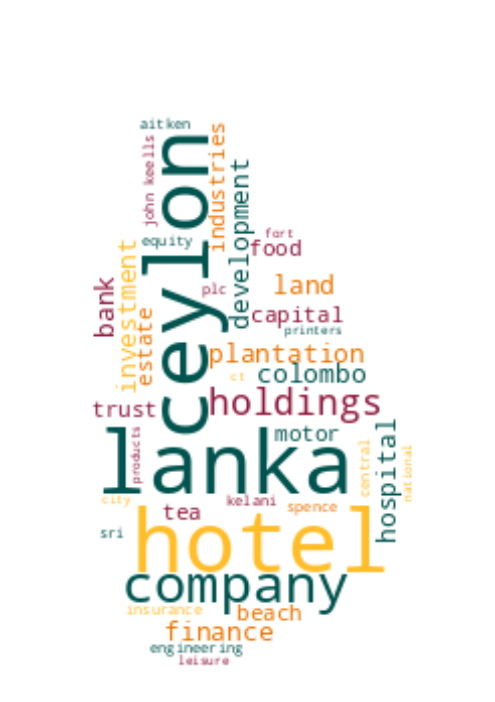 aitken
john keells
ceylon
industries
equity
development
fort
food
bank
investment
estate
plc
land
capital
printers
plantation
ct
colombo
trust
holdings
products
lanka
motor
central
hospital
national
city
tea
kelani
spence
hotel
sri
company
insurance
beach
finance
engineering
leisure